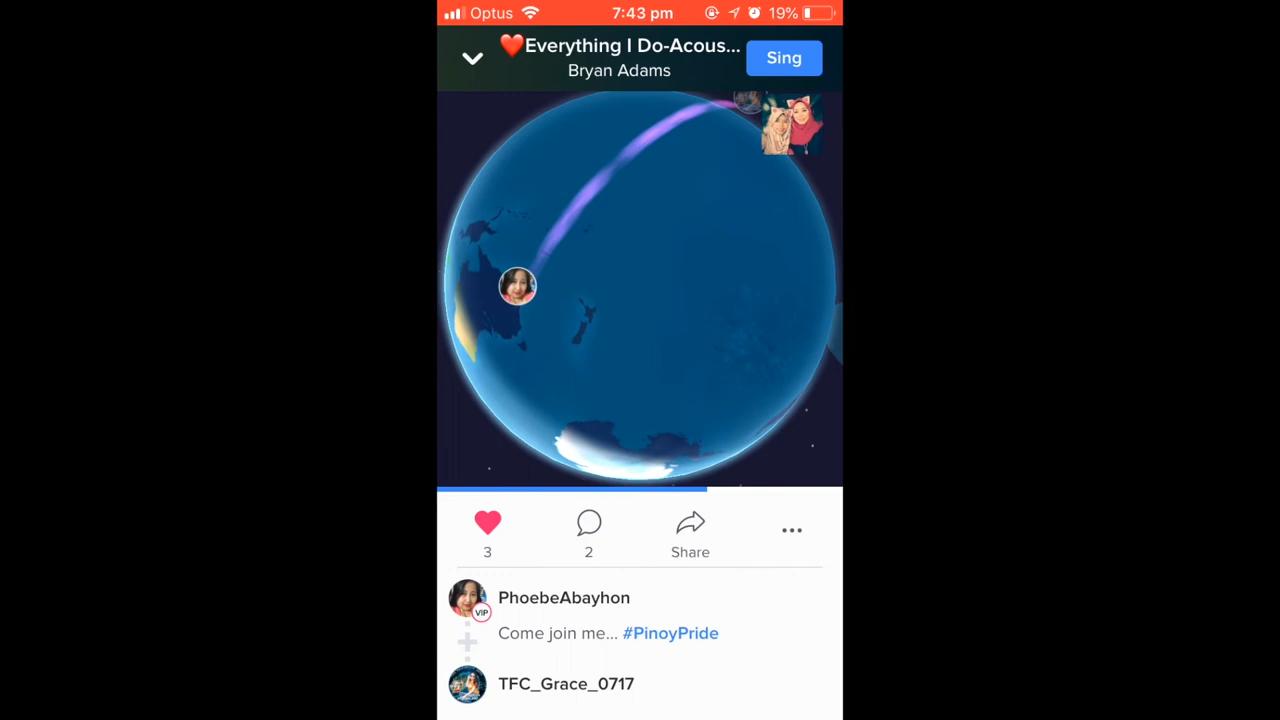 Optus 7:43 pm 19%
❤️Everything I Do-Acous...
Bryan Adams
Sing
3
2
Share
PhoebeAbayhon
VIP
Come join me... #PinoyPride
TFC_Grace_0717